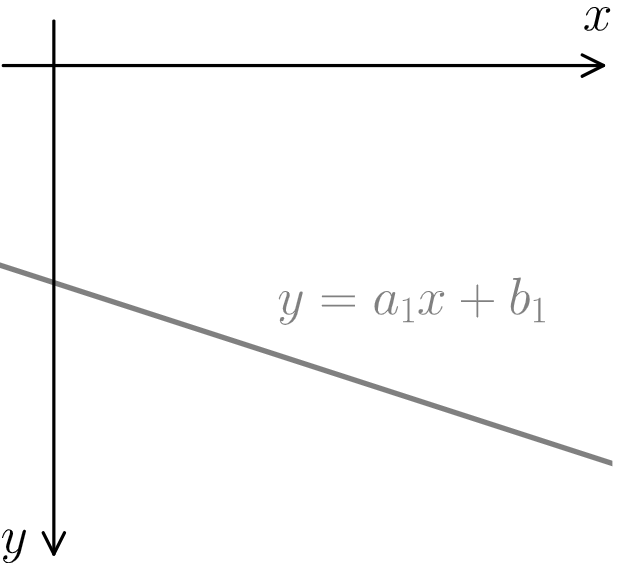 x
y = a₁x + b₁
y